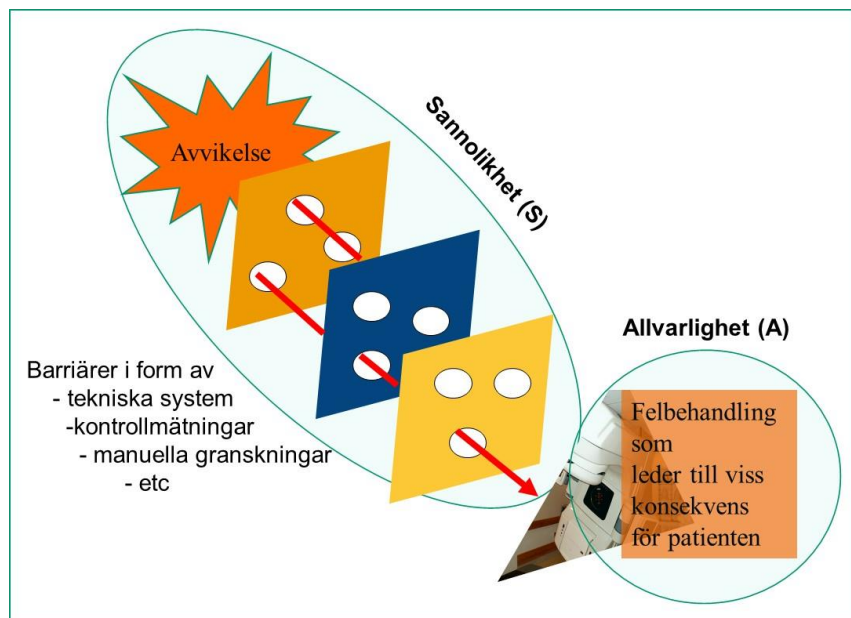 Avvikelse
Sannolikhet (S)
Barriärer i form av
- tekniska system
-kontrollmätningar
- manuella granskningar
- etc
Allvarlighet (A)
Felbehandling
som
leder till viss
konsekvens
för patienten